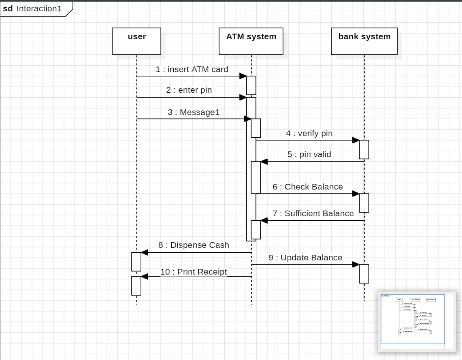 sd Interaction1
user
ATM system
bank system
1 : insert ATM card
2 : enter pin
3 : Message1
4 : verify pin
5 : pin valid
6 : Check Balance
7 : Sufficient Balance
8 : Dispense Cash
9 : Update Balance
10 : Print Receipt